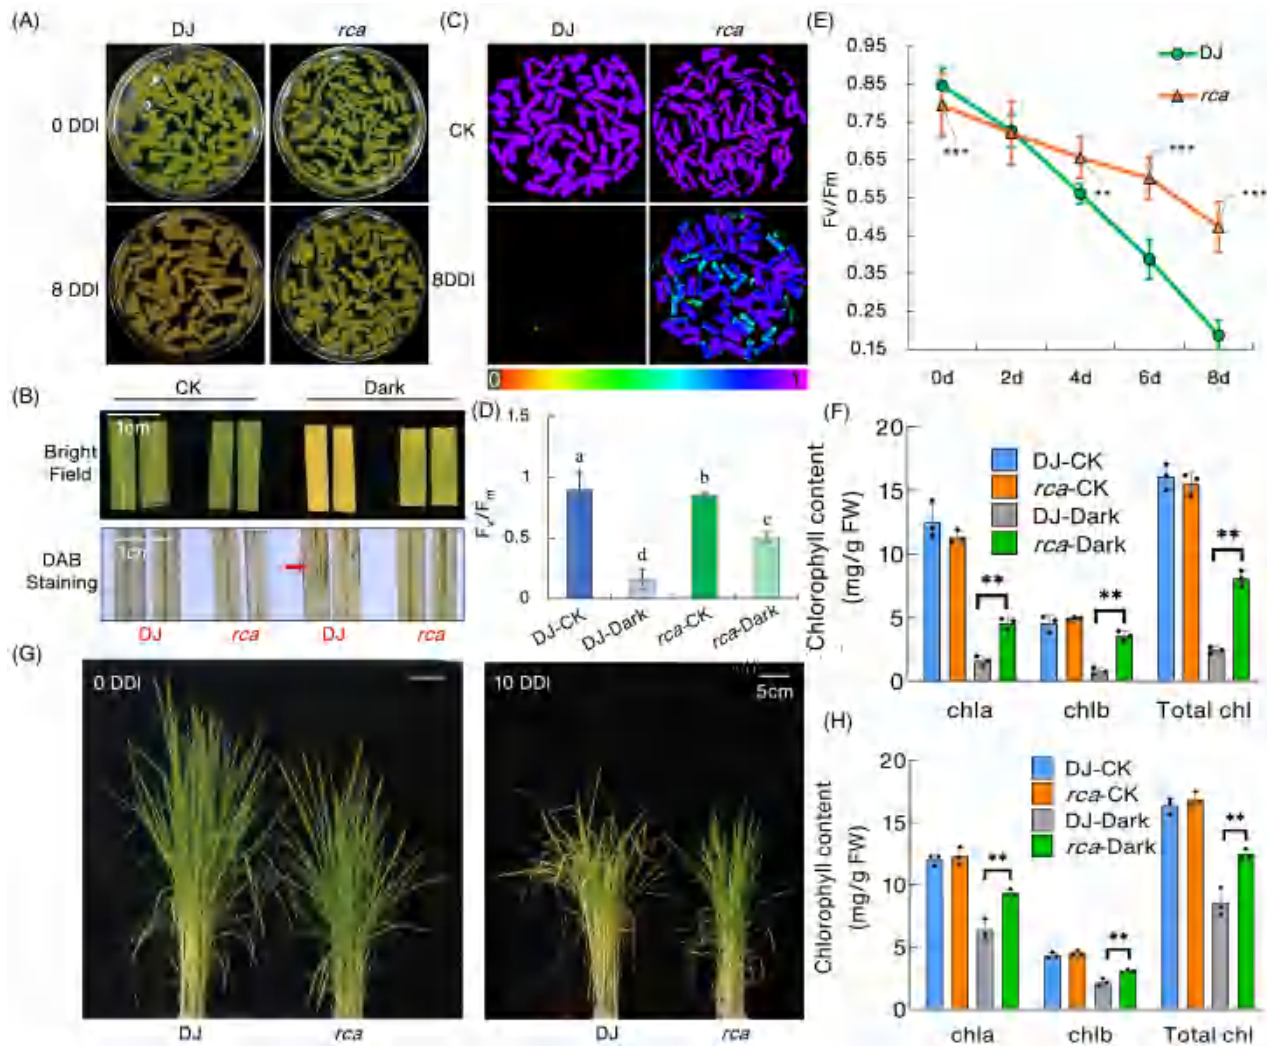 (A)
DJ
rca
0 DDI
8 DDI
(C)
DJ
rca
CK
8DDI
0
1
(E)
Fv/Fm
0.95
0.85
0.75
0.65
0.55
0.45
0.35
0.25
0.15
0d
2d
4d
6d
8d
DJ
rca
***
**
***
***
(B)
CK
Dark
1cm
Bright
Field
1cm
DAB
Staining
DJ
rca
DJ
rca
(D)
Fv/Fm
1.5
1
0.5
0
a
d
b
c
DJ-CK
DJ-Dark
rca-CK
rca-Dark
(F)
Chlorophyll content
(mg/g FW)
20
15
10
5
0
DJ-CK
rca-CK
DJ-Dark
rca-Dark
**
**
**
chla
chlb
Total chl
(G)
0 DDI
10 DDI
5cm
DJ
rca
DJ
rca
(H)
Chlorophyll content
(mg/g FW)
20
15
10
5
0
DJ-CK
rca-CK
DJ-Dark
rca-Dark
**
**
**
chla
chlb
Total chl